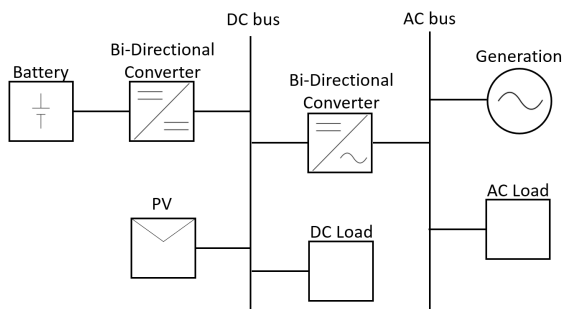 DC bus
AC bus
Bi-Directional
Converter
Battery
Bi-Directional
Converter
Generation
PV
DC Load
AC Load